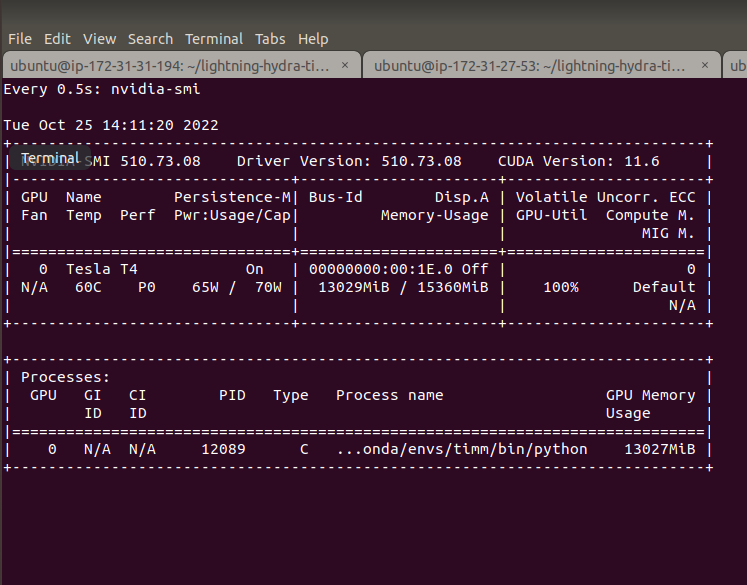 File Edit View Search Terminal Tabs Help
ubuntu@ip-172-31-31-194: ~/lightning-hydra-ti… × ubuntu@ip-172-31-27-53: ~/lightning-hydra-ti… × ub
Every 0.5s: nvidia-smi
Tue Oct 25 14:11:20 2022
+-----------------------------------------------------------------------------+
| NVIDIA-SMI 510.73.08    Driver Version: 510.73.08    CUDA Version: 11.6     |
Terminal
|-------------------------------+----------------------+----------------------+
| GPU  Name        Persistence-M| Bus-Id        Disp.A | Volatile Uncorr. ECC |
| Fan  Temp  Perf  Pwr:Usage/Cap|         Memory-Usage | GPU-Util  Compute M. |
|                               |                      |               MIG M. |
|===============================+======================+======================|
|   0  Tesla T4            On   | 00000000:00:1E.0 Off |                    0 |
| N/A   60C    P0    65W /  70W |  13029MiB / 15360MiB |    100%      Default |
|                               |                      |                  N/A |
+-------------------------------+----------------------+----------------------+
+-----------------------------------------------------------------------------+
| Processes:                                                                  |
|  GPU   GI   CI        PID   Type   Process name                  GPU Memory |
|        ID   ID                                                   Usage      |
|=============================================================================|
|    0   N/A  N/A     12089      C   ...onda/envs/timm/bin/python    13027MiB |
+-----------------------------------------------------------------------------+